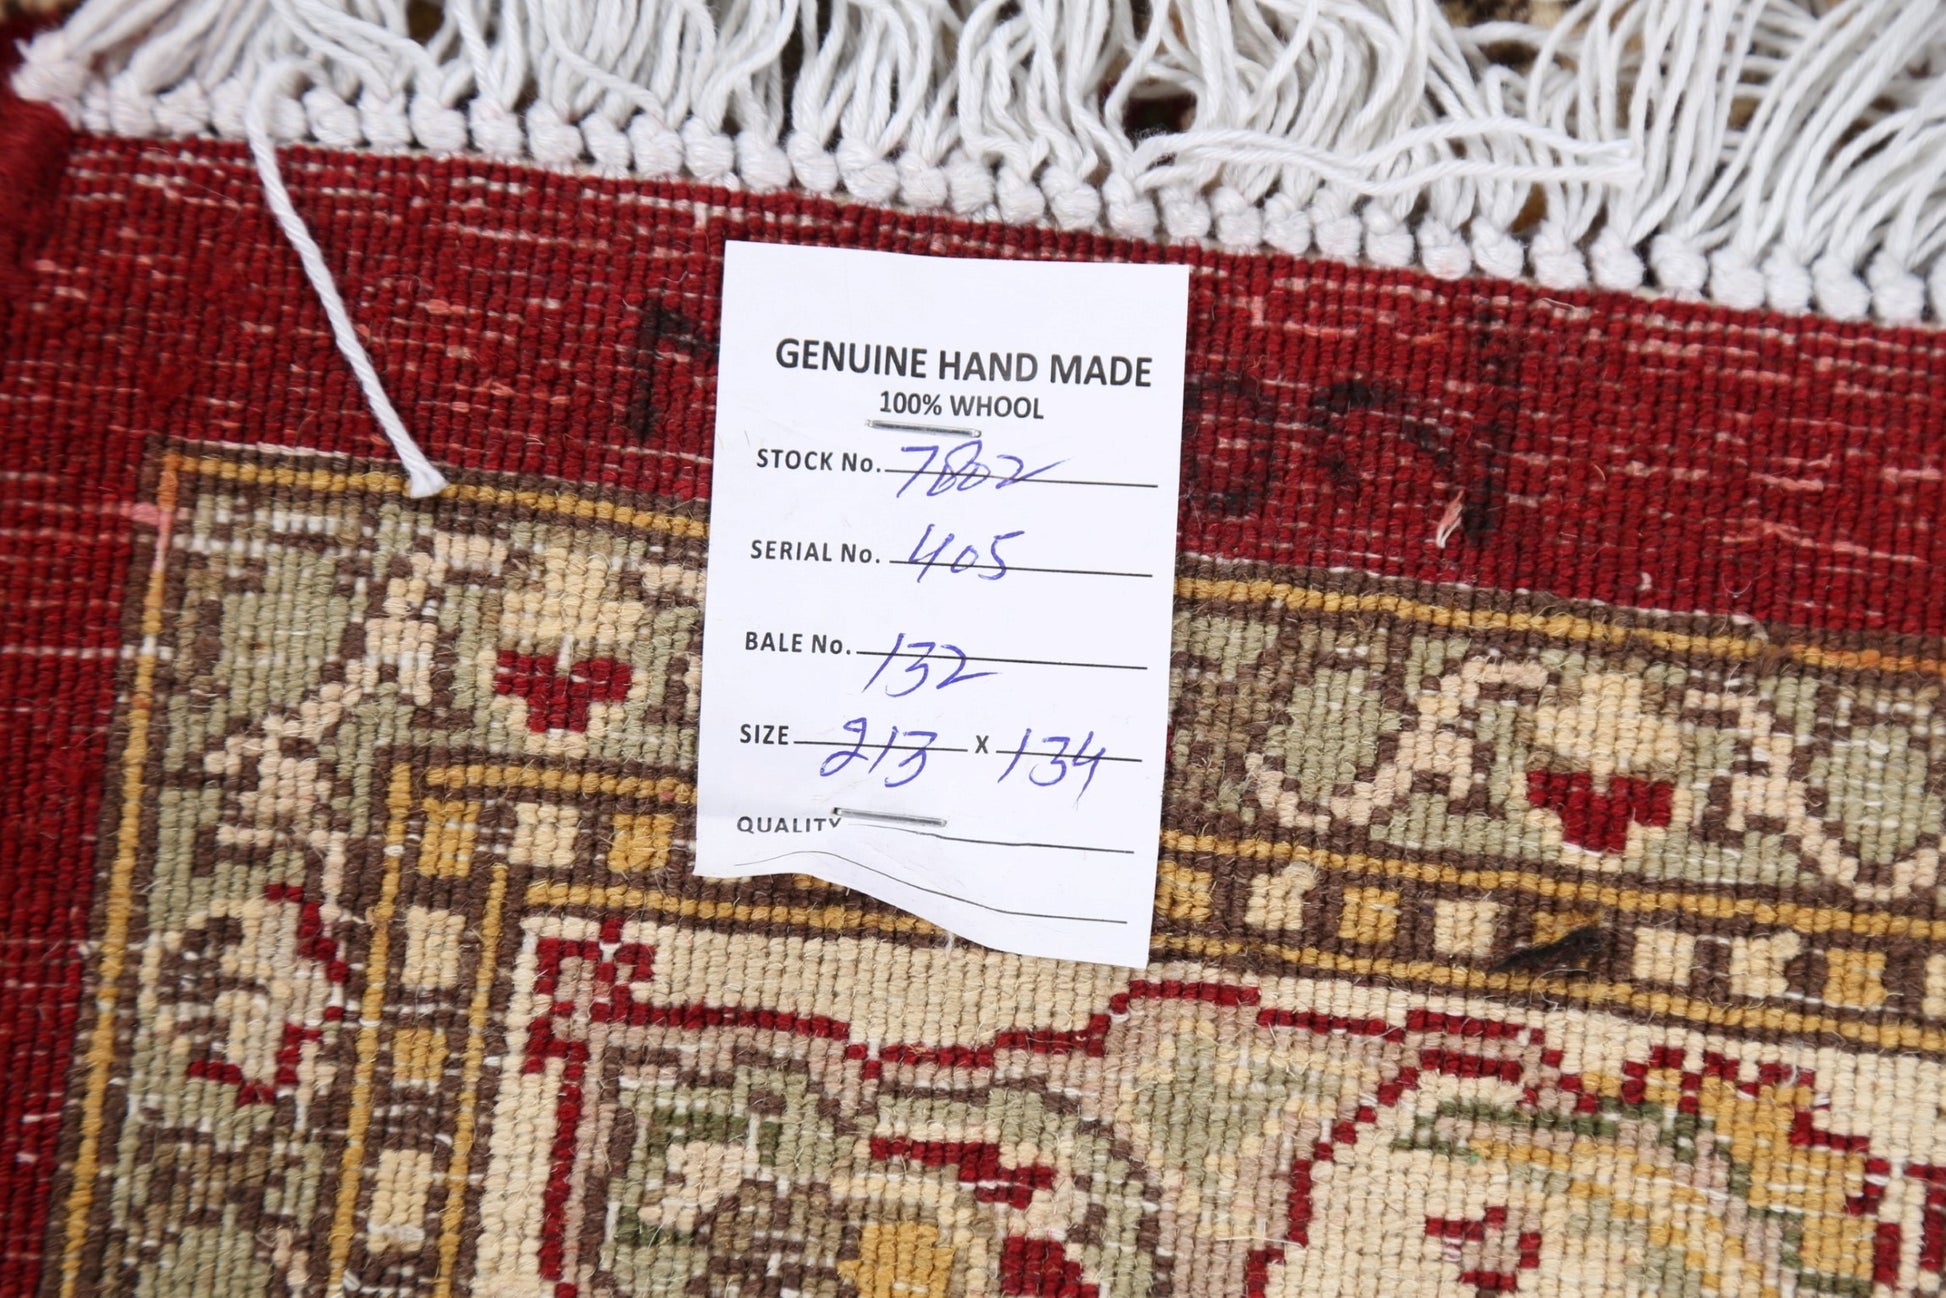 GENUINE HAND MADE
100% WHOOL
STOCK No. 7802
SERIAL No. 405
BALE No. 132
SIZE 213 X 134
QUALITY